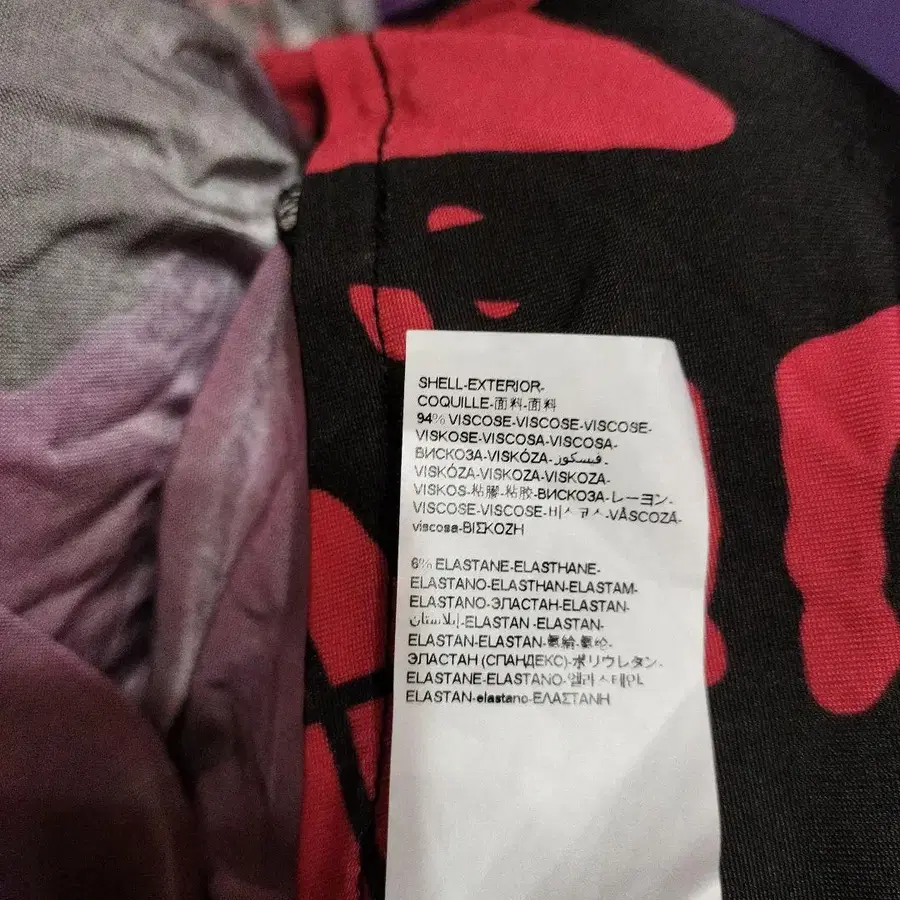 SHELL-EXTERIOR-
COQUILLE-面料-面料
94% VISCOSE-VISCOSE-VISCOSE-
VISKOSE-VISCOSA-VISCOSA-
ВИСКОЗА-VISKÓZA-فيسكوز-
VISKÓZA-VISKOZA-VISKOZA-
VISKOS-粘膠-粘胶-ВИСКОЗА-レーヨン-
VISCOSE-VISCOSE-비스코스-VÂSCOZĂ-
viscosa-ΒΙΣΚΟΖΗ
6% ELASTANE-ELASTHANE-
ELASTANO-ELASTHAN-ELASTAM-
ELASTANO-ЭЛАСТАН-ELASTAN-
إيلاستان-ELASTAN -ELASTAN-
ELASTAN-ELASTAN-氨綸-氨纶-
ЭЛАСТАН (СПАНДЕКС)-ポリウレタン-
ELASTANE-ELASTANO-엘라스테인-
ELASTAN-elastano-ΕΛΑΣΤΑΝΗ